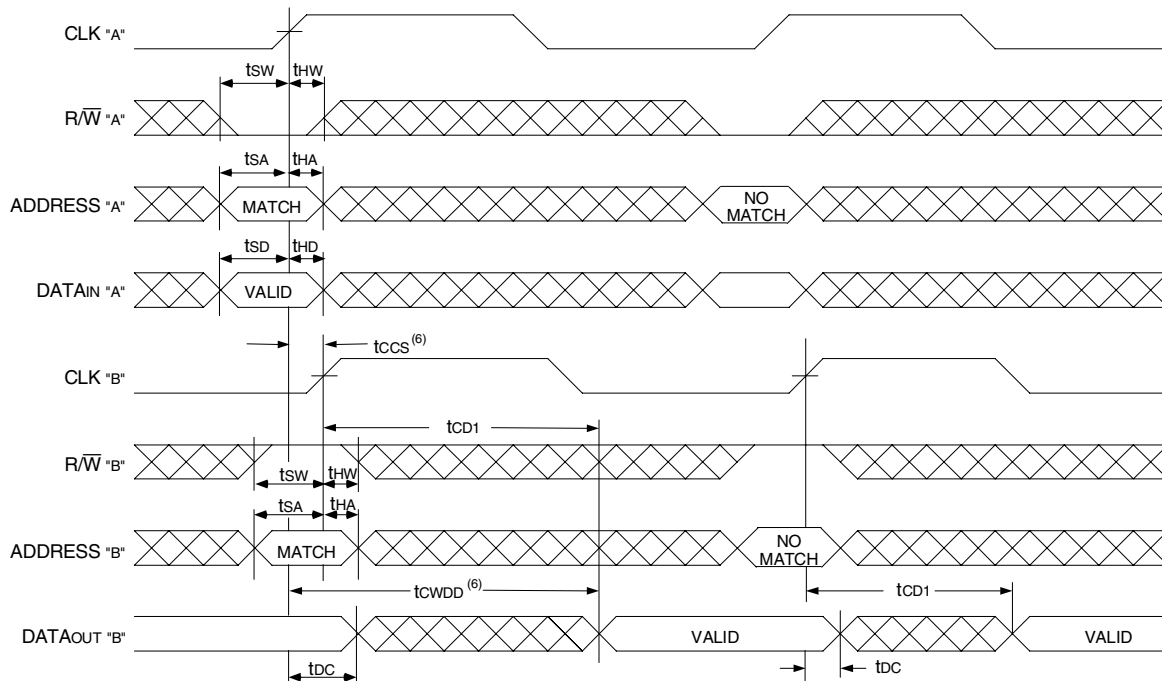 CLK "A"
tSW tHW
R/W̅ "A"
tSA tHA
ADDRESS "A" MATCH NO MATCH
tSD tHD
DATAIN "A" VALID
tCCS (6)
CLK "B"
tCD1
R/W̅ "B"
tSW tHW
tSA tHA
ADDRESS "B" MATCH NO MATCH
tCWDD (6) tCD1
DATAOUT "B" VALID VALID
tDC tDC